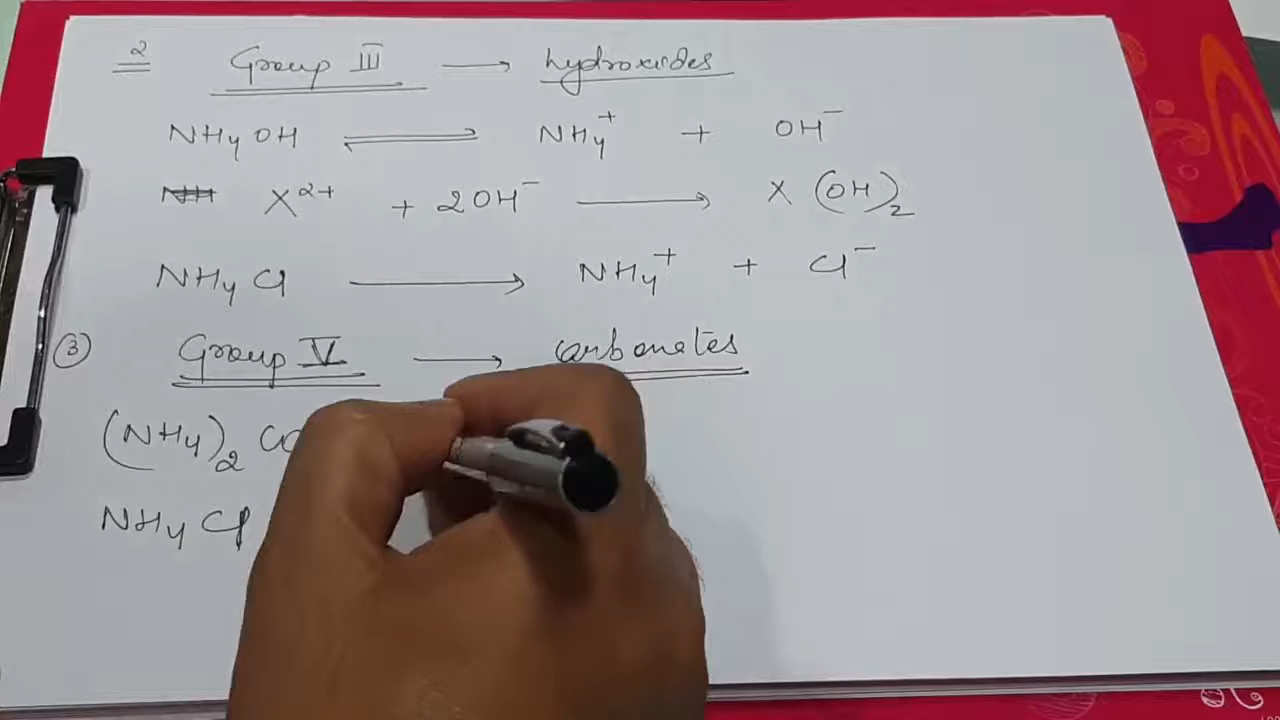 2 Group III → hydroxides
NH4OH ⇌ NH4+ + OH-
X2+ + 2OH- → X (OH)2
NH4Cl → NH4+ + Cl-
③ Group V → carbonates
(NH4)2 CO
NH4Cl